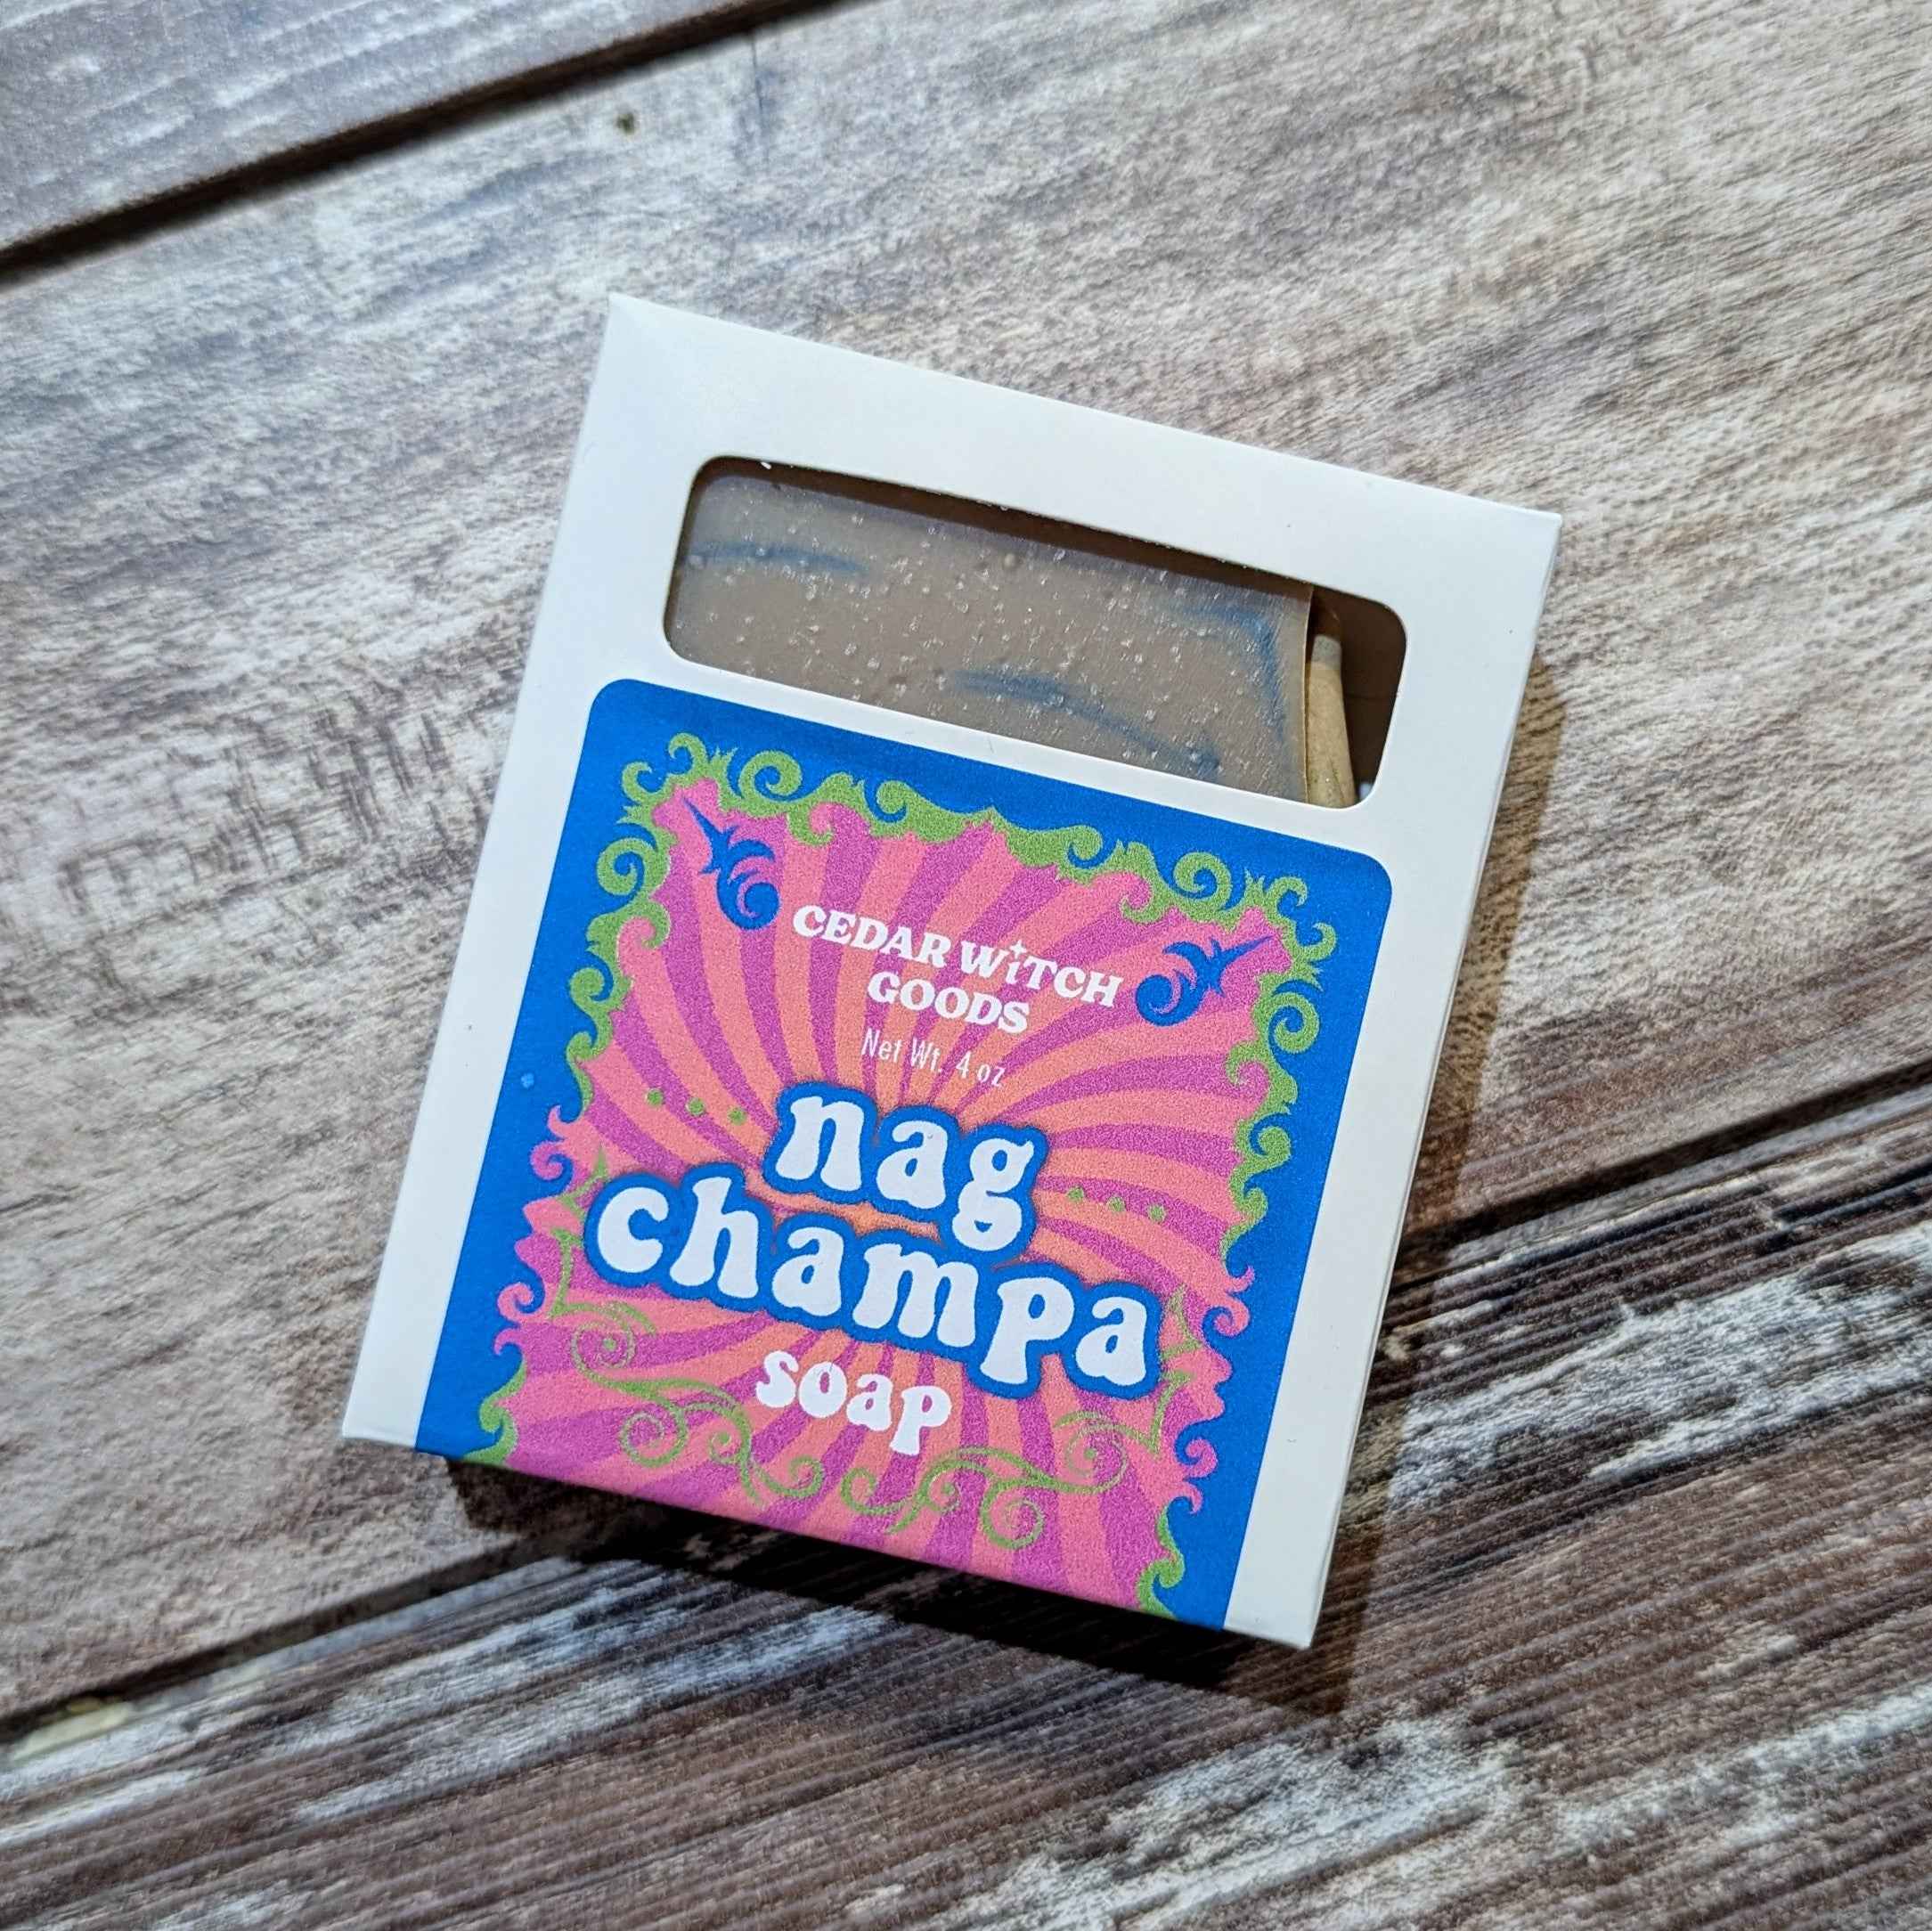 CEDAR WiTCH
GOODS
Net Wt. 4 oz
nag
champa
soap